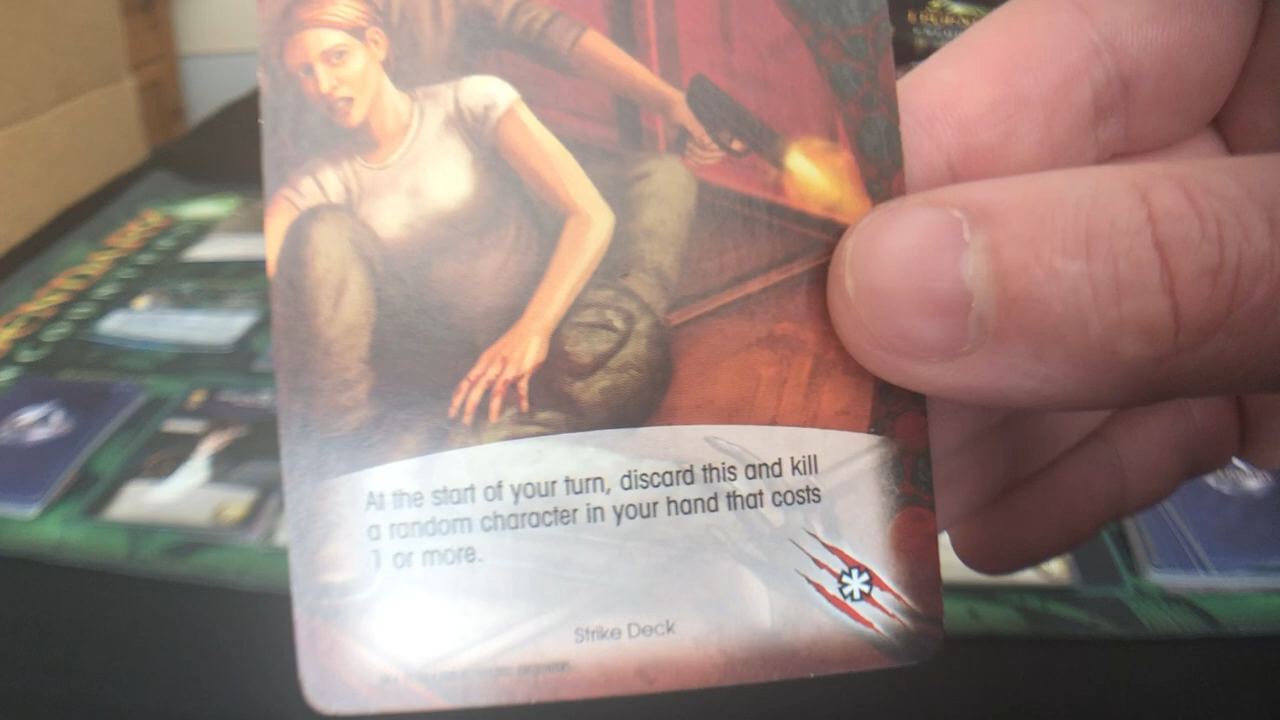 At the start of your turn, discard this and kill
a random character in your hand that costs
1 or more.
*
Strike Deck